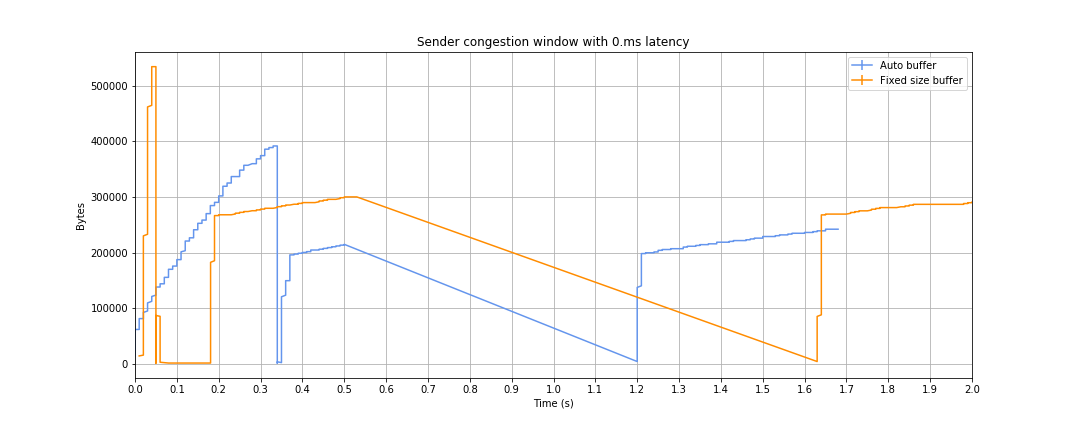 Sender congestion window with 0.ms latency
Auto buffer
Fixed size buffer
500000
400000
300000
200000
100000
0
Bytes
0.0 0.1 0.2 0.3 0.4 0.5 0.6 0.7 0.8 0.9 1.0 1.1 1.2 1.3 1.4 1.5 1.6 1.7 1.8 1.9 2.0
Time (s)